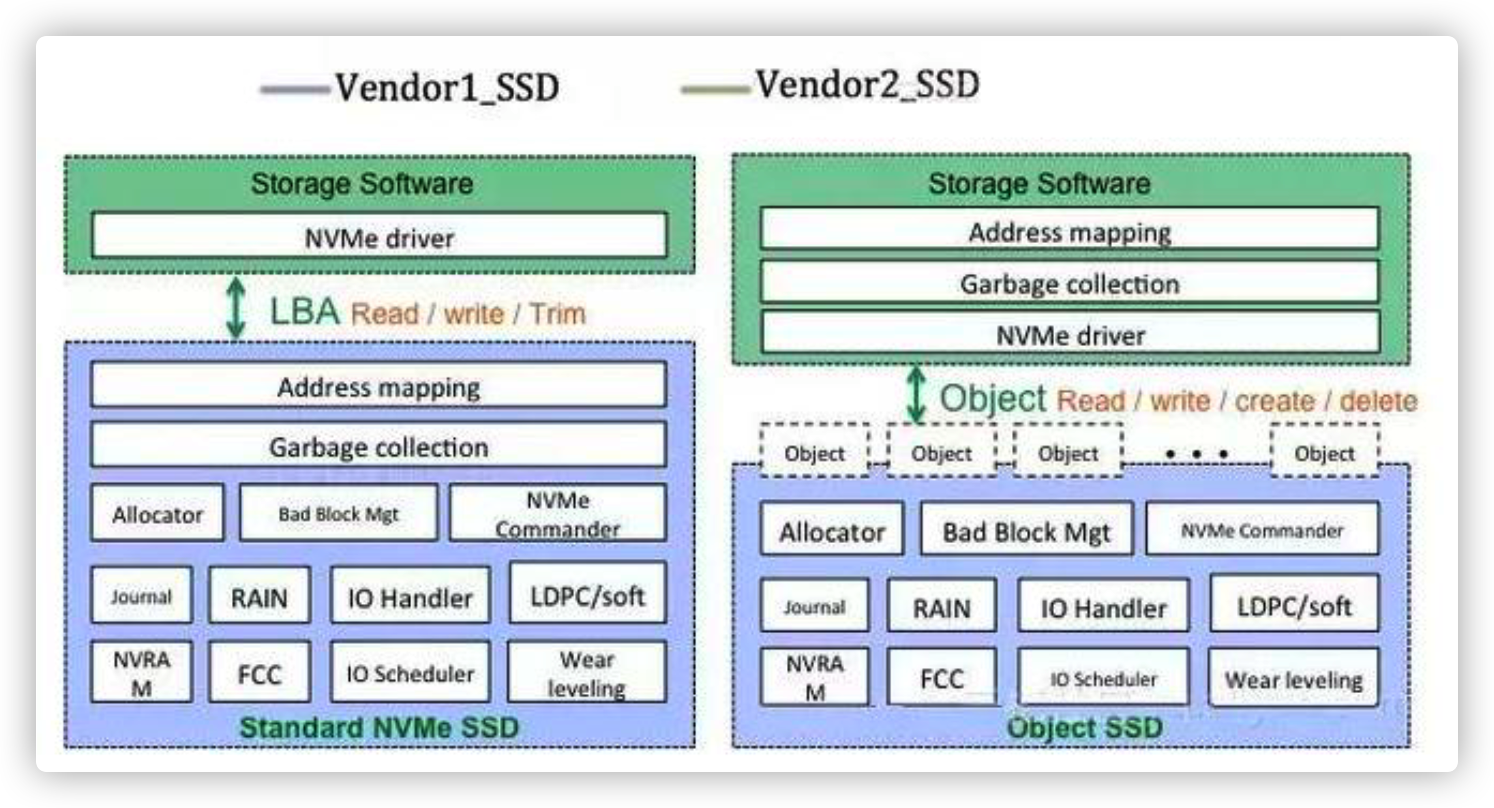 Vendor1_SSD
Vendor2_SSD
Storage Software
NVMe driver
LBA Read / write / Trim
Address mapping
Garbage collection
Allocator
Bad Block Mgt
NVMe
Commander
Journal
RAIN
IO Handler
LDPC/soft
NVRA
M
FCC
IO Scheduler
Wear
leveling
Standard NVMe SSD
Storage Software
Address mapping
Garbage collection
NVMe driver
Object Read / write / create / delete
Object
Object
Object
• • •
Object
Allocator
Bad Block Mgt
NVMe Commander
Journal
RAIN
IO Handler
LDPC/soft
NVRA
M
FCC
IO Scheduler
Wear leveling
Object SSD